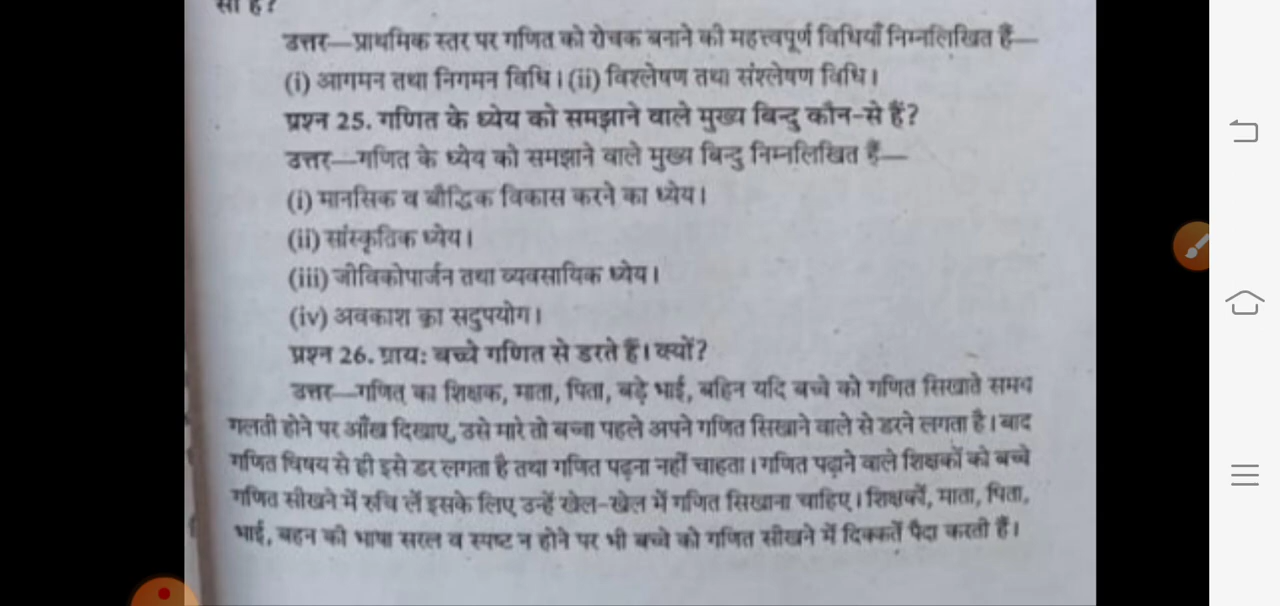 सा है?
उत्तर—प्राथमिक स्तर पर गणित को रोचक बनाने की महत्त्वपूर्ण विधियाँ निम्नलिखित हैं—
(i) आगमन तथा निगमन विधि। (ii) विश्लेषण तथा संश्लेषण विधि।
प्रश्न 25. गणित के ध्येय को समझाने वाले मुख्य बिन्दु कौन-से हैं?
उत्तर—गणित के ध्येय को समझाने वाले मुख्य बिन्दु निम्नलिखित हैं—
(i) मानसिक व बौद्धिक विकास करने का ध्येय।
(ii) सांस्कृतिक ध्येय।
(iii) जीविकोपार्जन तथा व्यवसायिक ध्येय।
(iv) अवकाश का सदुपयोग।
प्रश्न 26. प्राय: बच्चे गणित से डरते हैं। क्यों?
उत्तर—गणित् का शिक्षक, माता, पिता, बड़े भाई, बहिन यदि बच्चे को गणित सिखाते समय
गलती होने पर आँख दिखाए, उसे मारे तो बच्चा पहले अपने गणित सिखाने वाले से डरने लगता है। बाद
गणित विषय से ही इसे डर लगता है तथा गणित पढ़ना नहीं चाहता। गणित पढ़ाने वाले शिक्षकों को बच्चे
गणित सीखने में रुचि लें इसके लिए उन्हें खेल-खेल में गणित सिखाना चाहिए। शिक्षकों, माता, पिता,
भाई, बहन की भाषा सरल व स्पष्ट न होने पर भी बच्चे को गणित सीखने में दिक्कतें पैदा करती हैं।